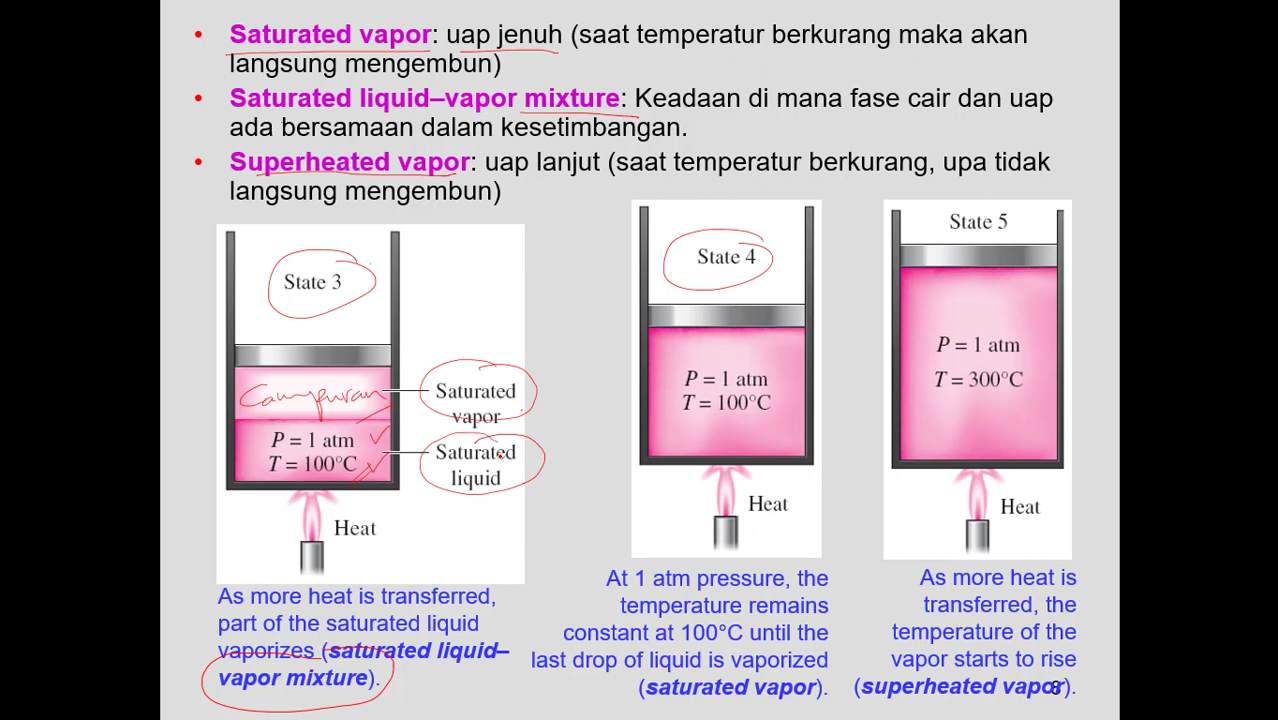 • Saturated vapor: uap jenuh (saat temperatur berkurang maka akan
langsung mengembun)
• Saturated liquid–vapor mixture: Keadaan di mana fase cair dan uap
ada bersamaan dalam kesetimbangan.
• Superheated vapor: uap lanjut (saat temperatur berkurang, upa tidak
langsung mengembun)
State 3
Campuran
Saturated
vapor
P = 1 atm
T = 100°C
Saturated
liquid
Heat
As more heat is transferred,
part of the saturated liquid
vaporizes (saturated liquid–
vapor mixture).
State 4
P = 1 atm
T = 100°C
Heat
At 1 atm pressure, the
temperature remains
constant at 100°C until the
last drop of liquid is vaporized
(saturated vapor).
State 5
P = 1 atm
T = 300°C
Heat
As more heat is
transferred, the
temperature of the
vapor starts to rise
(superheated vapor).
8